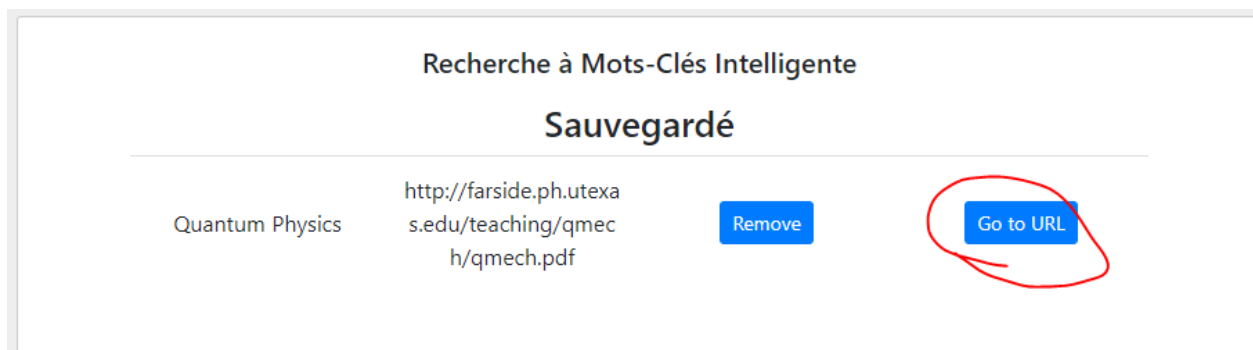 Recherche à Mots-Clés Intelligente
Sauvegardé
Quantum Physics
http://farside.ph.utexa
s.edu/teaching/qmec
h/qmech.pdf
Remove
Go to URL